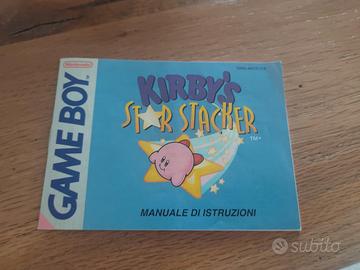 Nintendo
GAME BOY
KIRBY'S
STAR STACKER
TM
MANUALE DI ISTRUZIONI
subito